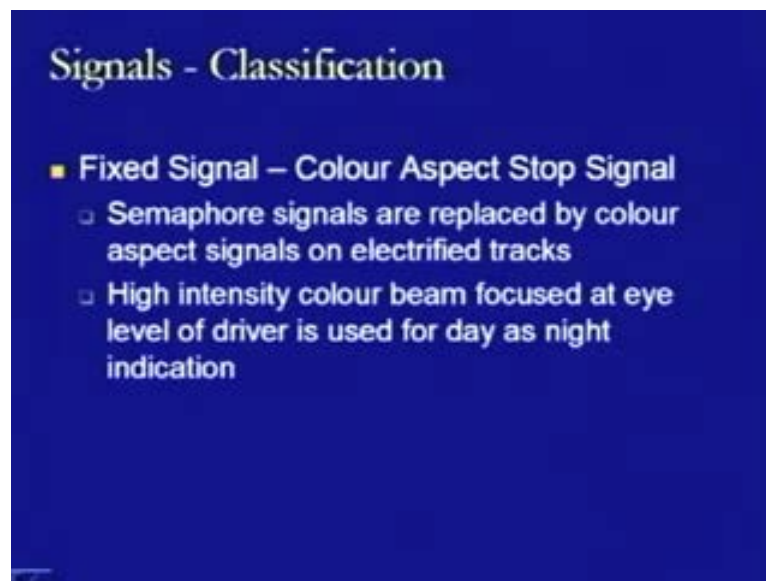 Signals - Classification
Fixed Signal – Colour Aspect Stop Signal
Semaphore signals are replaced by colour
aspect signals on electrified tracks
High intensity colour beam focused at eye
level of driver is used for day as night
indication